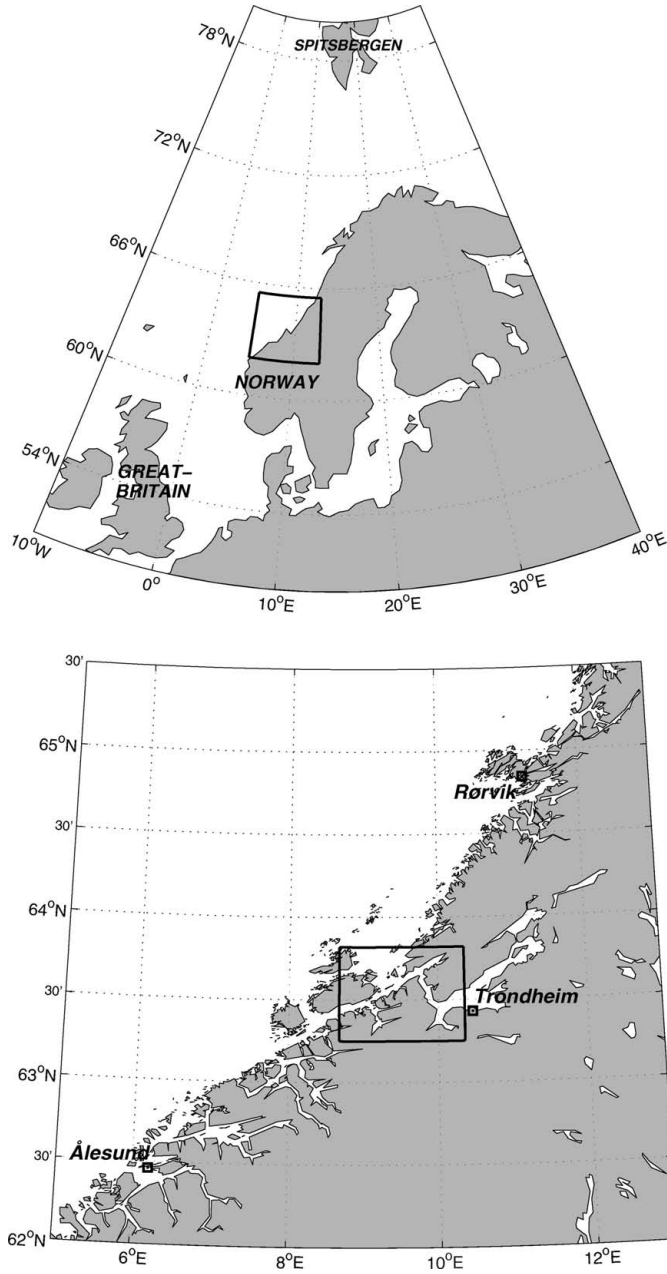 78°N
SPITSBERGEN
72°N
66°N
60°N
NORWAY
54°N
GREAT–
BRITAIN
10°W
0°
10°E
20°E
30°E
40°E
30'
65°N
Rørvik
30'
64°N
30'
Trondheim
63°N
Ålesund
30'
62°N
6°E
8°E
10°E
12°E